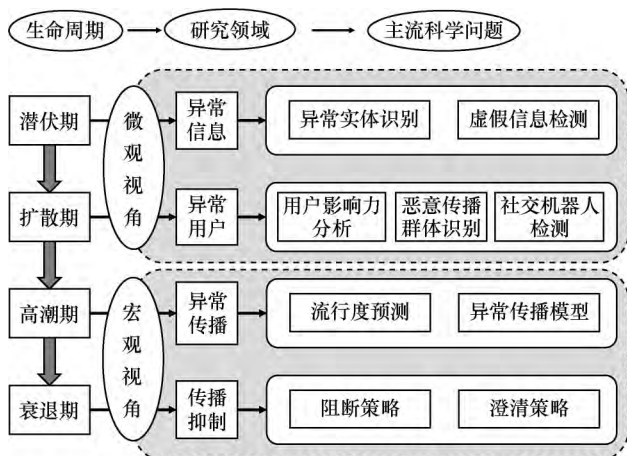 生命周期
研究领域
主流科学问题
潜伏期
微观视角
异常
信息
异常实体识别
虚假信息检测
扩散期
异常
用户
用户影响力
分析
恶意传播
群体识别
社交机器人
检测
高潮期
宏观视角
异常
传播
流行度预测
异常传播模型
衰退期
传播
抑制
阻断策略
澄清策略